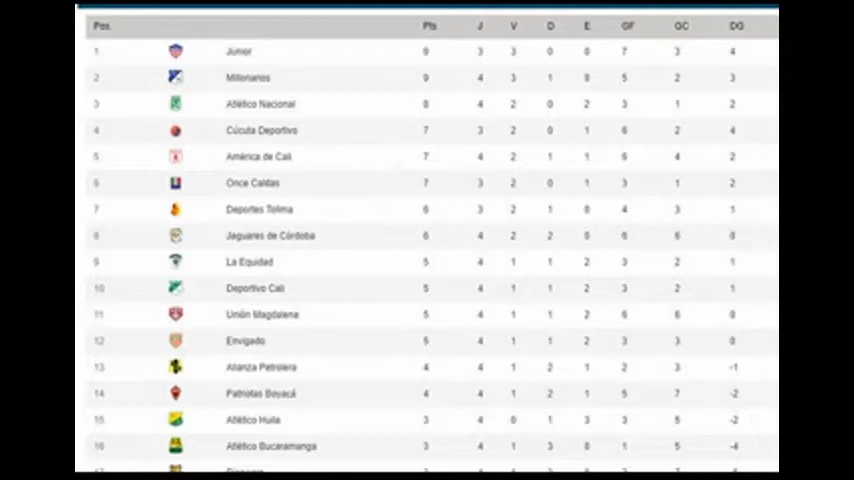 Pos Pts J V D E GF GC DG
1 Junior 9 3 3 0 0 7 3 4
2 Millonarios 9 4 3 1 0 5 2 3
3 Atlético Nacional 8 4 2 0 2 3 1 2
4 Cúcuta Deportivo 7 3 2 0 1 6 2 4
5 América de Cali 7 4 2 1 1 6 4 2
6 Once Caldas 7 3 2 0 1 3 1 2
7 Deportes Tolima 6 3 2 1 0 4 3 1
8 Jaguares de Córdoba 6 4 2 2 0 6 6 0
9 La Equidad 5 4 1 1 2 3 2 1
10 Deportivo Cali 5 4 1 1 2 3 2 1
11 Unión Magdalena 5 4 1 1 2 6 6 0
12 Envigado 5 4 1 1 2 3 3 0
13 Alianza Petrolera 4 4 1 2 1 2 3 -1
14 Patriotas Boyacá 4 4 1 2 1 5 7 -2
15 Atlético Huila 3 4 0 1 3 3 5 -2
16 Atlético Bucaramanga 3 4 1 3 0 1 5 -4